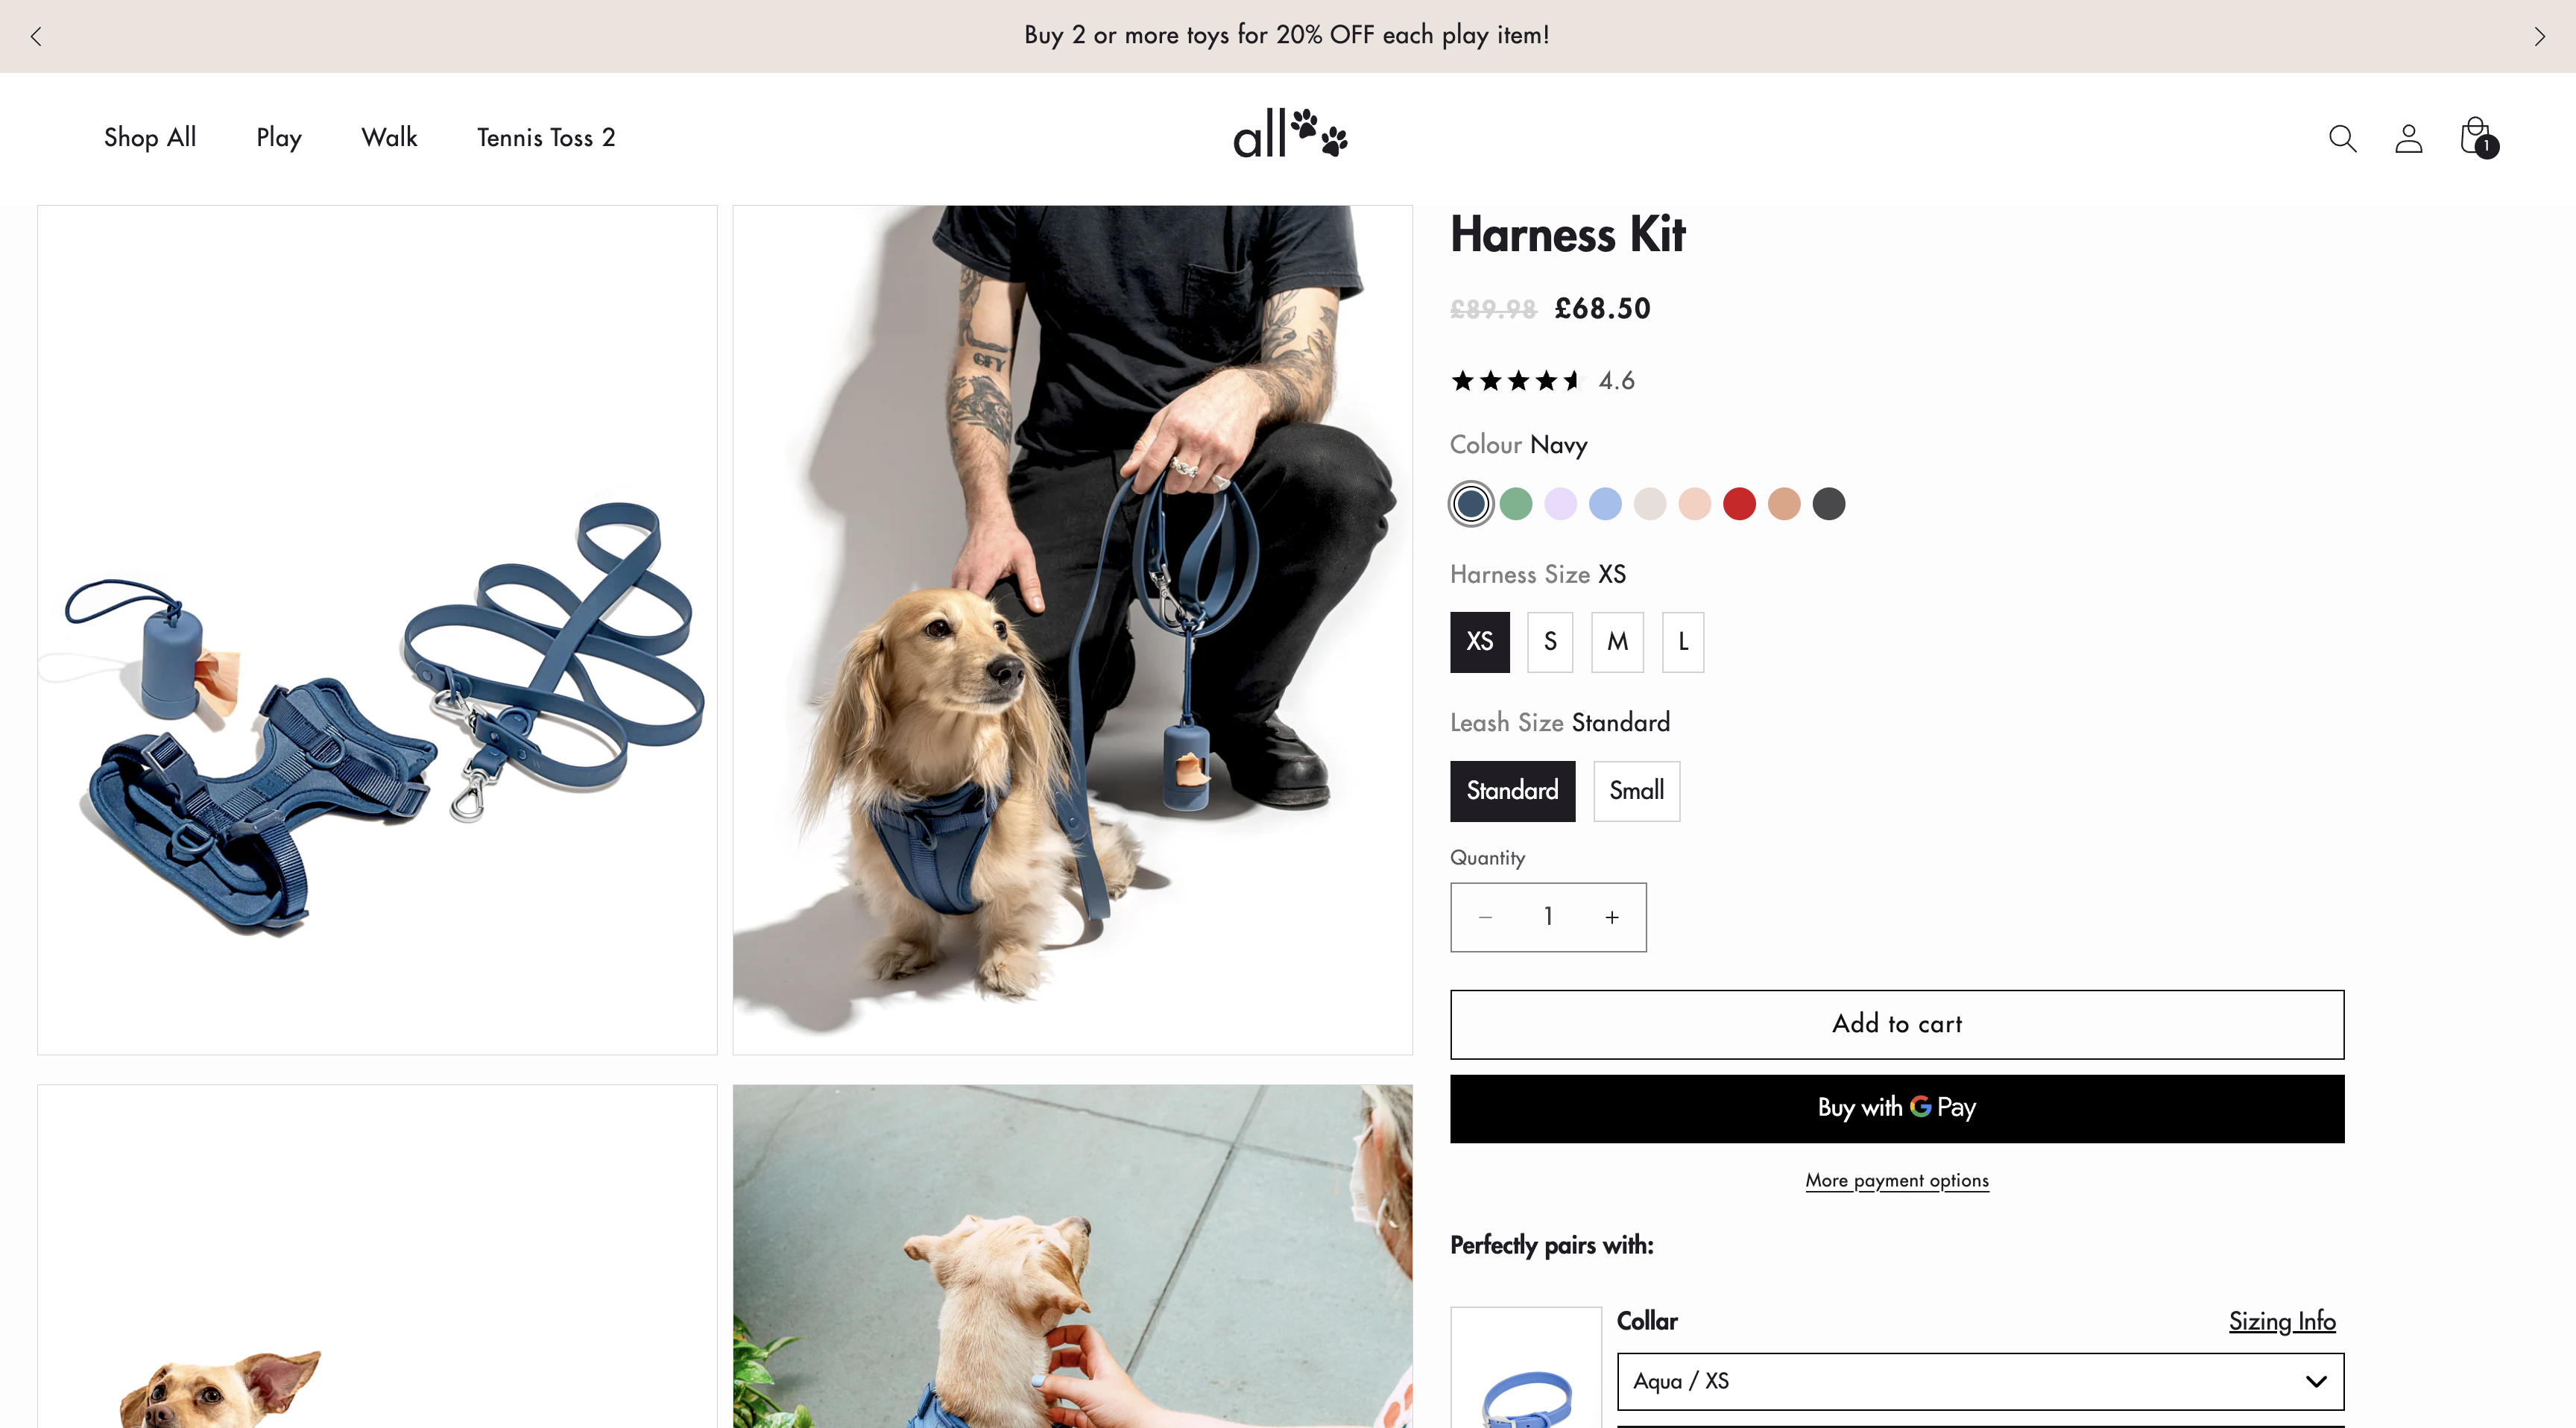 Buy 2 or more toys for 20% OFF each play item!
Shop All
Play
Walk
Tennis Toss 2
all
1
Harness Kit
£89.98 £68.50
4.6
Colour Navy
Harness Size XS
XS
S
M
L
Leash Size Standard
Standard
Small
Quantity
− 1 +
Add to cart
Buy with G Pay
More payment options
Perfectly pairs with:
Collar
Sizing Info
Aqua / XS
GFY